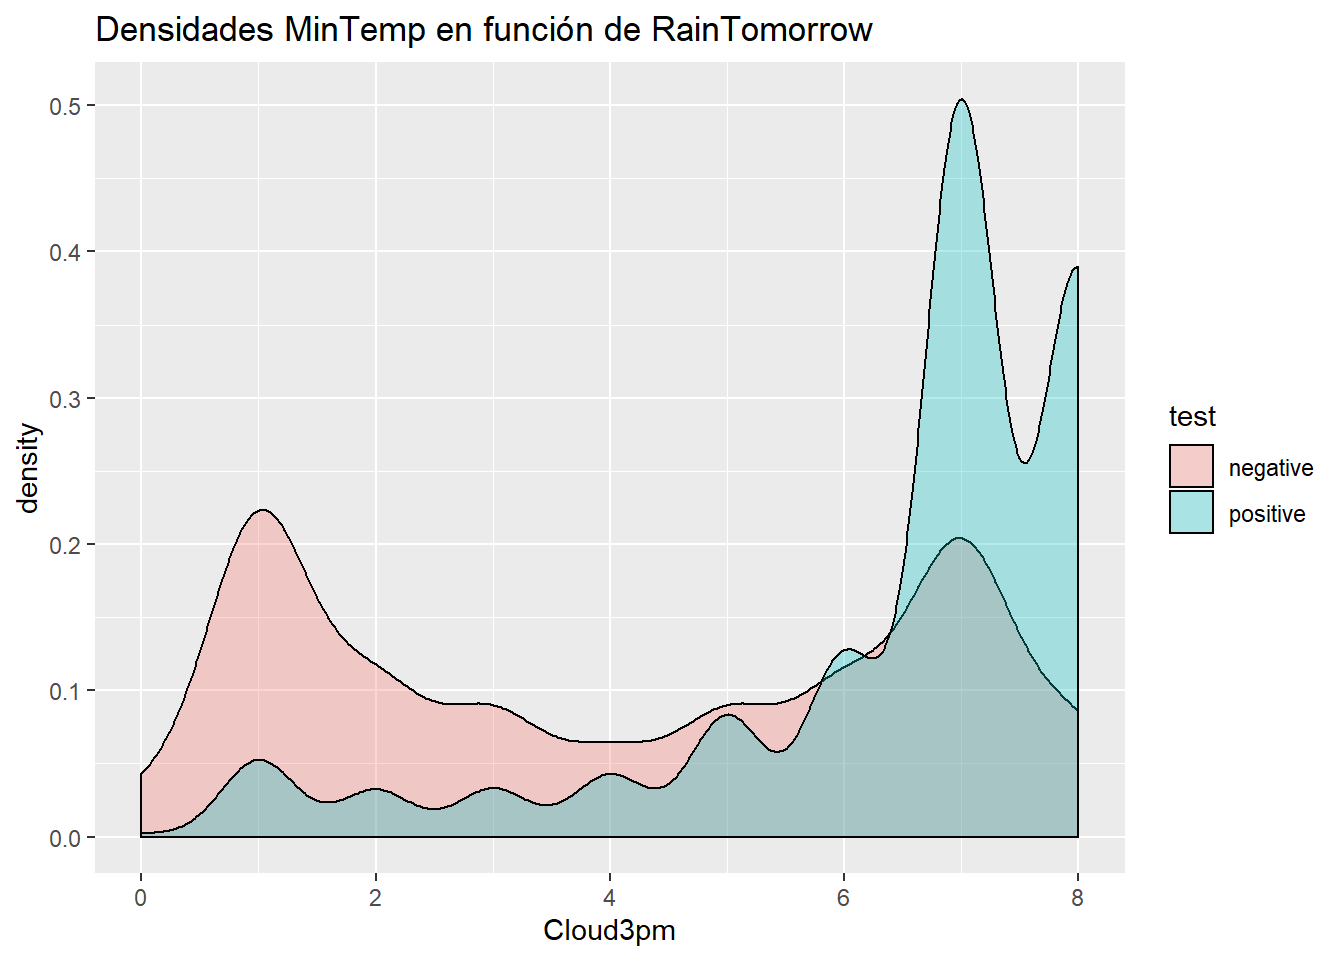 Densidades MinTemp en función de RainTomorrow
0.5
0.4
0.3
0.2
0.1
0.0
density
0 2 4 6 8
Cloud3pm
test
negative
positive